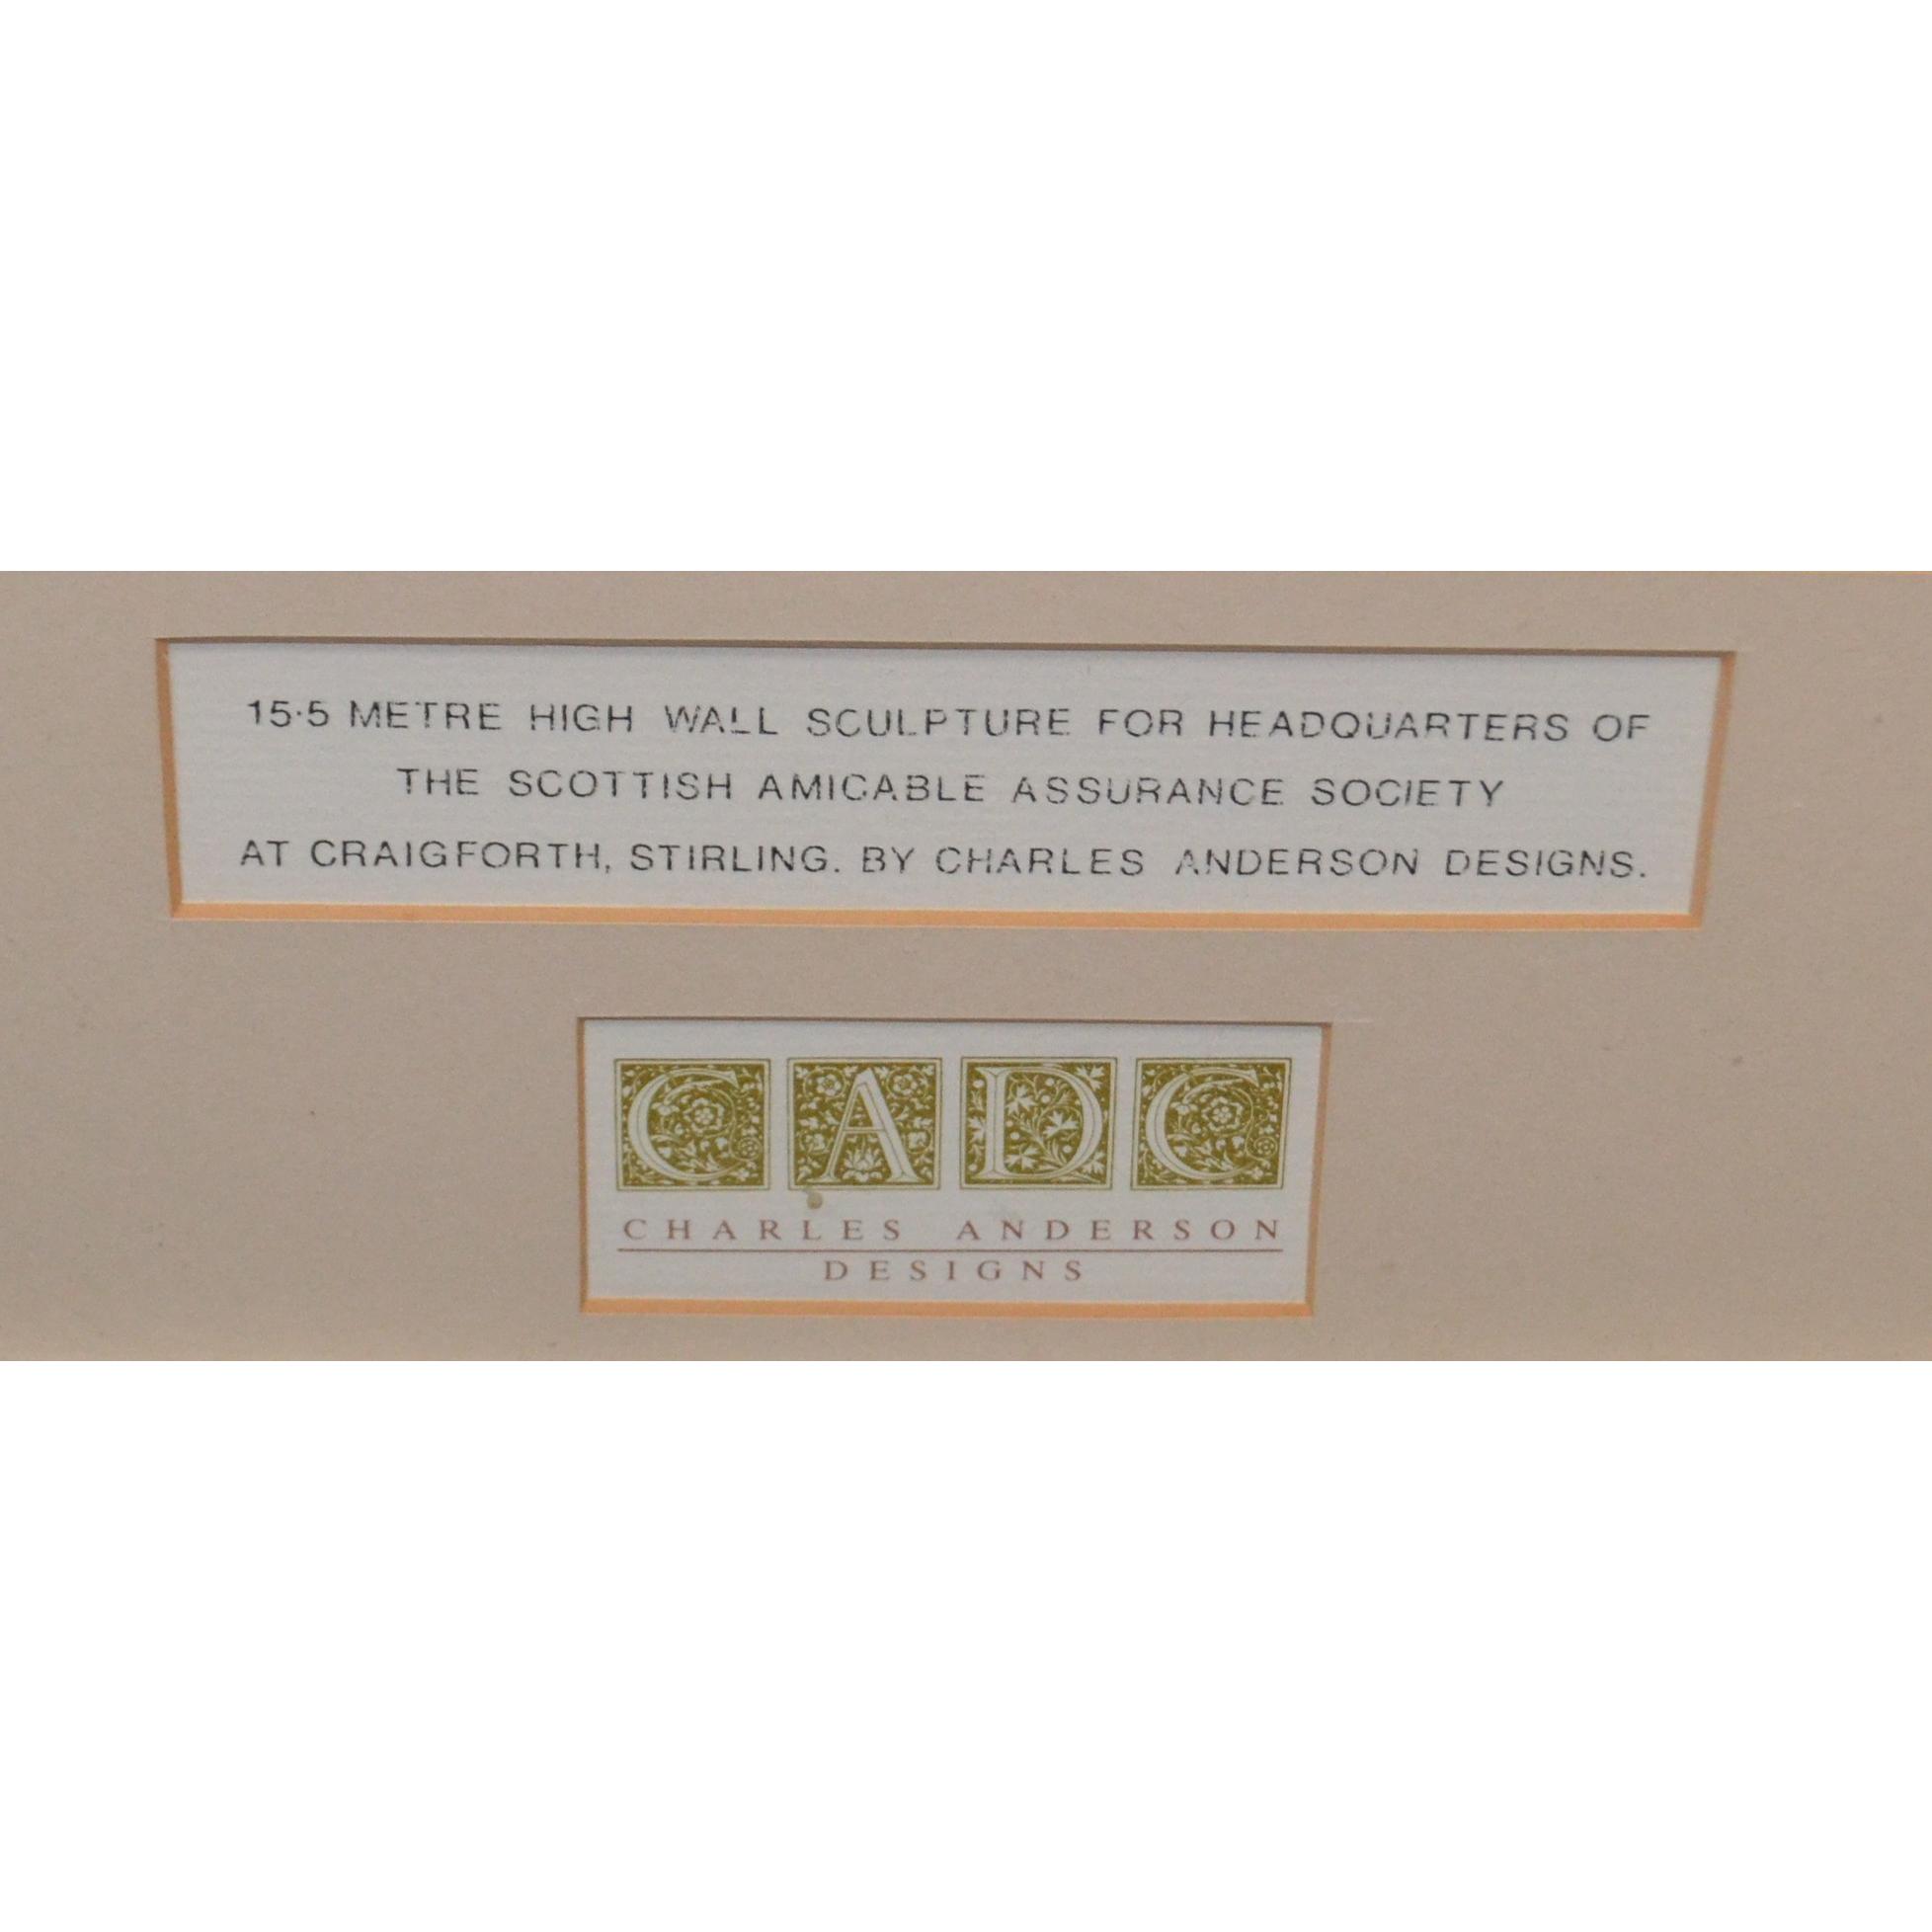 15·5 METRE HIGH WALL SCULPTURE FOR HEADQUARTERS OF
THE SCOTTISH AMICABLE ASSURANCE SOCIETY
AT CRAIGFORTH, STIRLING. BY CHARLES ANDERSON DESIGNS.
CADC
CHARLES ANDERSON
DESIGNS